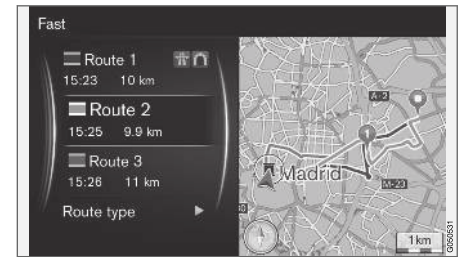 Fast
Route 1
15:23 10 km
Route 2
15:25 9.9 km
Route 3
15:26 11 km
Route type
A-2
1
Madrid
M-23
1km
G050531